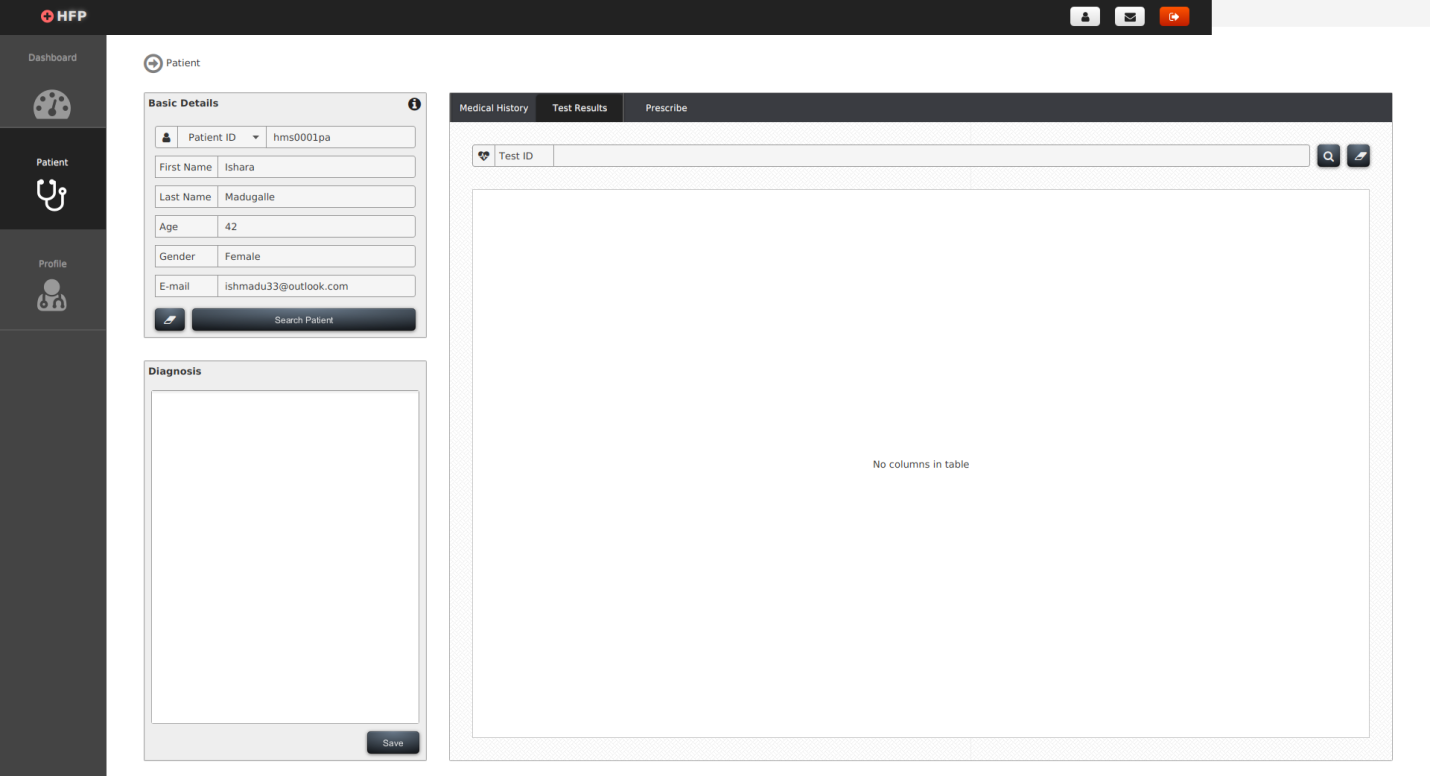 HFP
Dashboard
Patient
Profile
Patient
Basic Details
Patient ID hms0001pa
First Name Ishara
Last Name Madugalle
Age 42
Gender Female
E-mail ishmadu33@outlook.com
Search Patient
Diagnosis
Save
Medical History Test Results Prescribe
Test ID
No columns in table